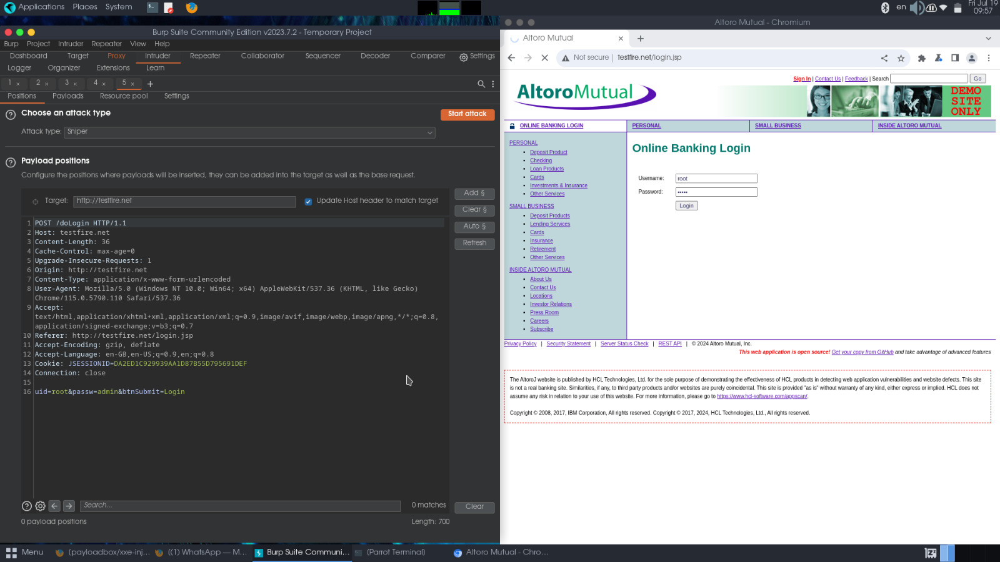 Applications Places System
en
Fri Jul 19
09:57
Burp Suite Community Edition v2023.7.2 - Temporary Project
Burp Project Intruder Repeater View Help
Dashboard Target Proxy Intruder Repeater Collaborator Sequencer Decoder Comparer Settings
Logger Organizer Extensions Learn
1 × 2 × 3 × 4 × 5 × +
Positions Payloads Resource pool Settings
? Choose an attack type
Start attack
Attack type: Sniper
? Payload positions
Configure the positions where payloads will be inserted, they can be added into the target as well as the base request.
Target: http://testfire.net
Update Host header to match target
Add §
Clear §
Auto §
Refresh
1 POST /doLogin HTTP/1.1
2 Host: testfire.net
3 Content-Length: 36
4 Cache-Control: max-age=0
5 Upgrade-Insecure-Requests: 1
6 Origin: http://testfire.net
7 Content-Type: application/x-www-form-urlencoded
8 User-Agent: Mozilla/5.0 (Windows NT 10.0; Win64; x64) AppleWebKit/537.36 (KHTML, like Gecko)
Chrome/115.0.5790.110 Safari/537.36
9 Accept:
text/html,application/xhtml+xml,application/xml;q=0.9,image/avif,image/webp,image/apng,*/*;q=0.8,
application/signed-exchange;v=b3;q=0.7
10 Referer: http://testfire.net/login.jsp
11 Accept-Encoding: gzip, deflate
12 Accept-Language: en-GB,en-US;q=0.9,en;q=0.8
13 Cookie: JSESSIONID=DA2ED1C929939AA1D87B55D795691DEF
14 Connection: close
15
16 uid=root&passw=admin&btnSubmit=Login
? Search... 0 matches Clear
0 payload positions Length: 700
Altoro Mutual - Chromium
Altoro Mutual × +
Not secure | testfire.net/login.jsp
Sign In | Contact Us | Feedback | Search Go
AltoroMutual
DEMO
SITE
ONLY
ONLINE BANKING LOGIN PERSONAL SMALL BUSINESS INSIDE ALTORO MUTUAL
PERSONAL
• Deposit Product
• Checking
• Loan Products
• Cards
• Investments & Insurance
• Other Services
SMALL BUSINESS
• Deposit Products
• Lending Services
• Cards
• Insurance
• Retirement
• Other Services
INSIDE ALTORO MUTUAL
• About Us
• Contact Us
• Locations
• Investor Relations
• Press Room
• Careers
• Subscribe
Online Banking Login
Username: root
Password: •••••
Login
Privacy Policy | Security Statement | Server Status Check | REST API | © 2024 Altoro Mutual, Inc.
This web application is open source! Get your copy from GitHub and take advantage of advanced features
The AltoroJ website is published by HCL Technologies, Ltd. for the sole purpose of demonstrating the effectiveness of HCL products in detecting web application vulnerabilities and website defects. This site
is not a real banking site. Similarities, if any, to third party products and/or websites are purely coincidental. This site is provided "as is" without warranty of any kind, either express or implied. HCL does not
assume any risk in relation to your use of this website. For more information, please go to https://www.hcl-software.com/appscan/.
Copyright © 2008, 2017, IBM Corporation, All rights reserved. Copyright © 2017, 2024, HCL Technologies, Ltd., All rights reserved.
Menu [payloadbox/xxe-inj... [(1) WhatsApp — M... Burp Suite Communi... [Parrot Terminal] Altoro Mutual - Chro...